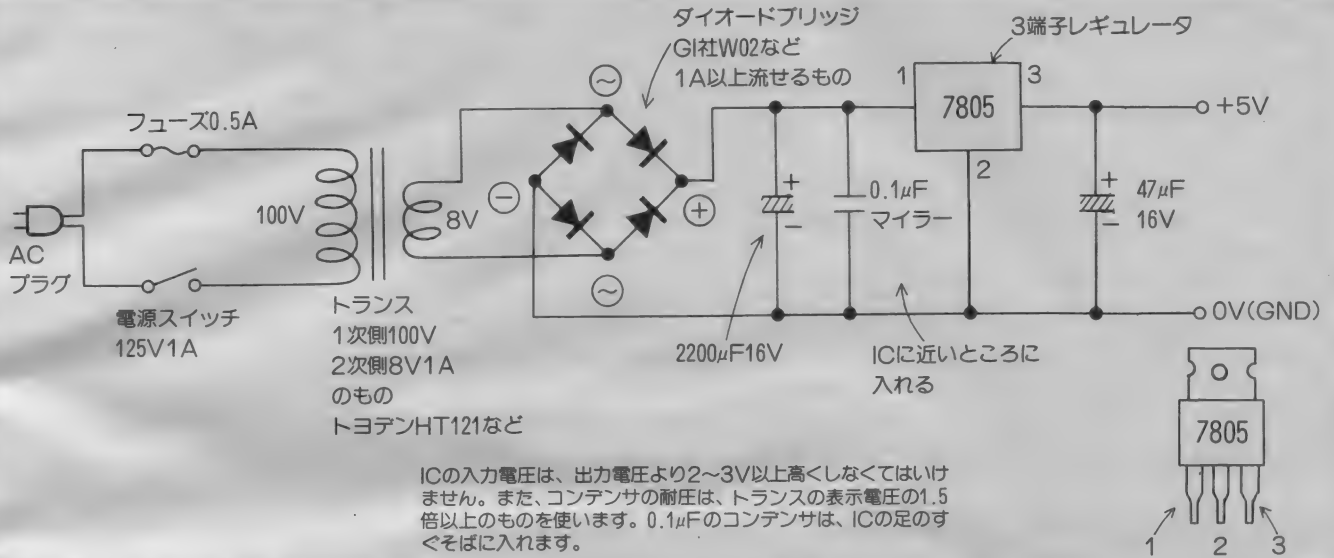 ダイオードブリッジ
GI社W02など
1A以上流せるもの
3端子レギュレータ
1
7805
3
2
+5V
フューズ0.5A
100V
8V
～
⊖
⊕
～
+
−
0.1μF
マイラー
+
−
47μF
16V
AC
プラグ
電源スイッチ
125V1A
トランス
1次側100V
2次側8V1A
のもの
トヨデンHT121など
2200μF16V
ICに近いところに
入れる
0V(GND)
7805
1
2
3
ICの入力電圧は、出力電圧より2～3V以上高くしなくてはいけ
ません。また、コンデンサの耐圧は、トランスの表示電圧の1.5
倍以上のものを使います。0.1μFのコンデンサは、ICの足のす
ぐそばに入れます。